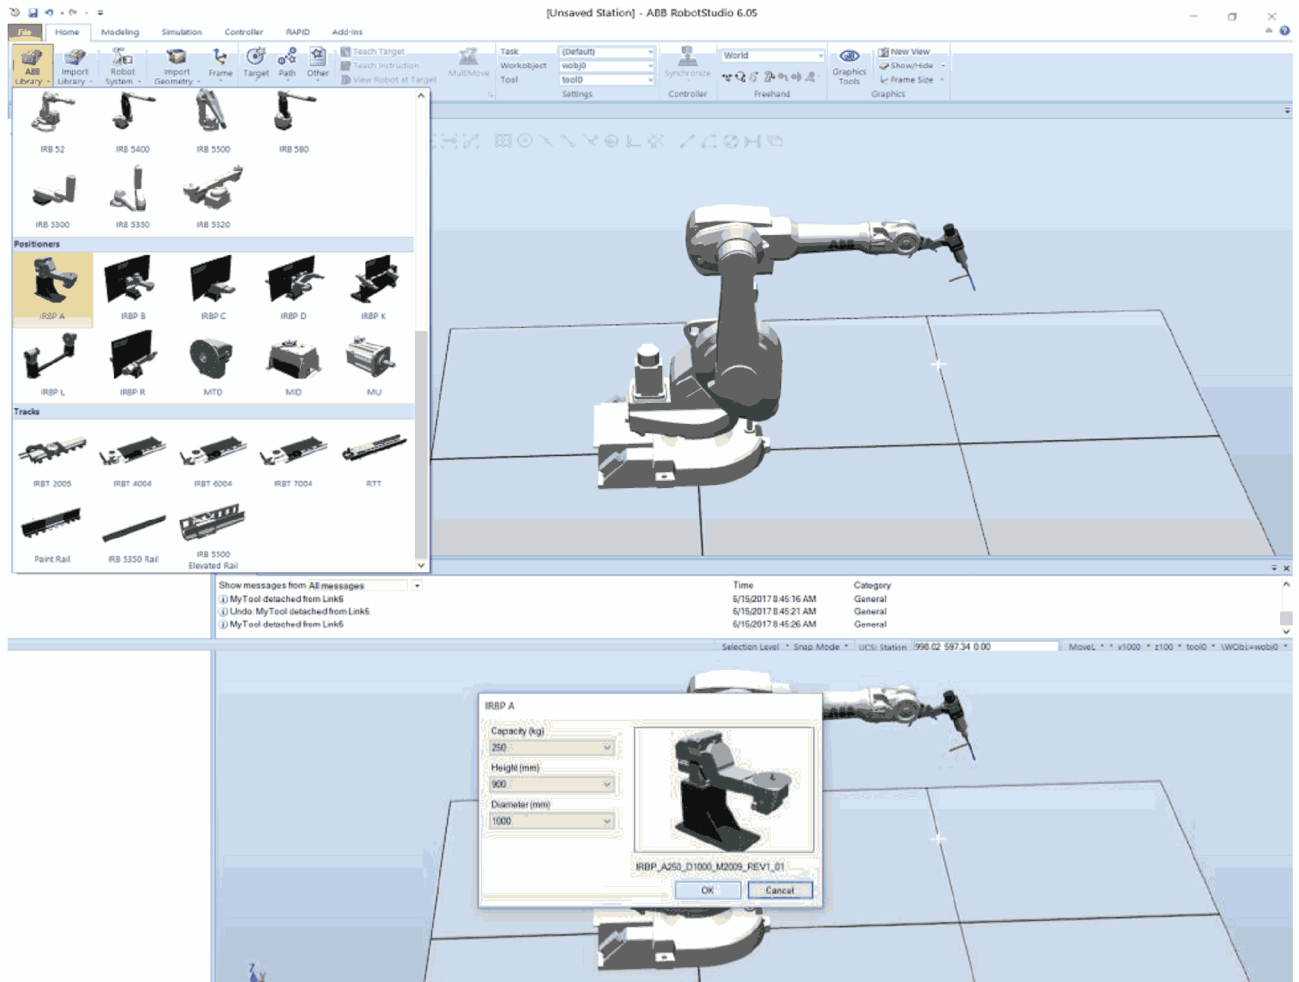 [Unsaved Station] - ABB RobotStudio 6.05
File Home Modeling Simulation Controller RAPID Add-Ins
ABB Library
Import Library
Robot System
Import Geometry
Frame
Target
Path
Other
Teach Target
Teach Instruction
View Robot at Target
MultiMove
Task (Default)
Workobject wobj0
Tool tool0
Settings
Synchronize
Controller
World
Freehand
Graphics Tools
New View
Show/Hide
Frame Size
Graphics
IRB 52 IRB 5400 IRB 5500 IRB 580
IRB 5300 IRB 5350 IRB 5320
Positioners
IRBP A IRBP B IRBP C IRBP D IRBP K
IRBP L IRBP R MTD MID MU
Tracks
IRBT 2005 IRBT 4004 IRBT 6004 IRBT 7004 RTT
Paint Rail IRB 5350 Rail IRB 5500 Elevated Rail
ABB
Show messages from All messages Time Category
MyTool detached from Link6 6/15/2017 8:45:16 AM General
Undo: MyTool detached from Link6. 6/15/2017 8:45:21 AM General
MyTool detached from Link6 6/15/2017 8:45:26 AM General
Selection Level Snap Mode UCS: Station 998.02 597.34 0.00 MoveL * v1000 z100 tool0 \WObj:=wobj0
IRBP A
Capacity (kg)
250
Height (mm)
900
Diameter (mm)
1000
IRBP_A250_D1000_M2009_REV1_01
OK Cancel
ABB
Z
Y